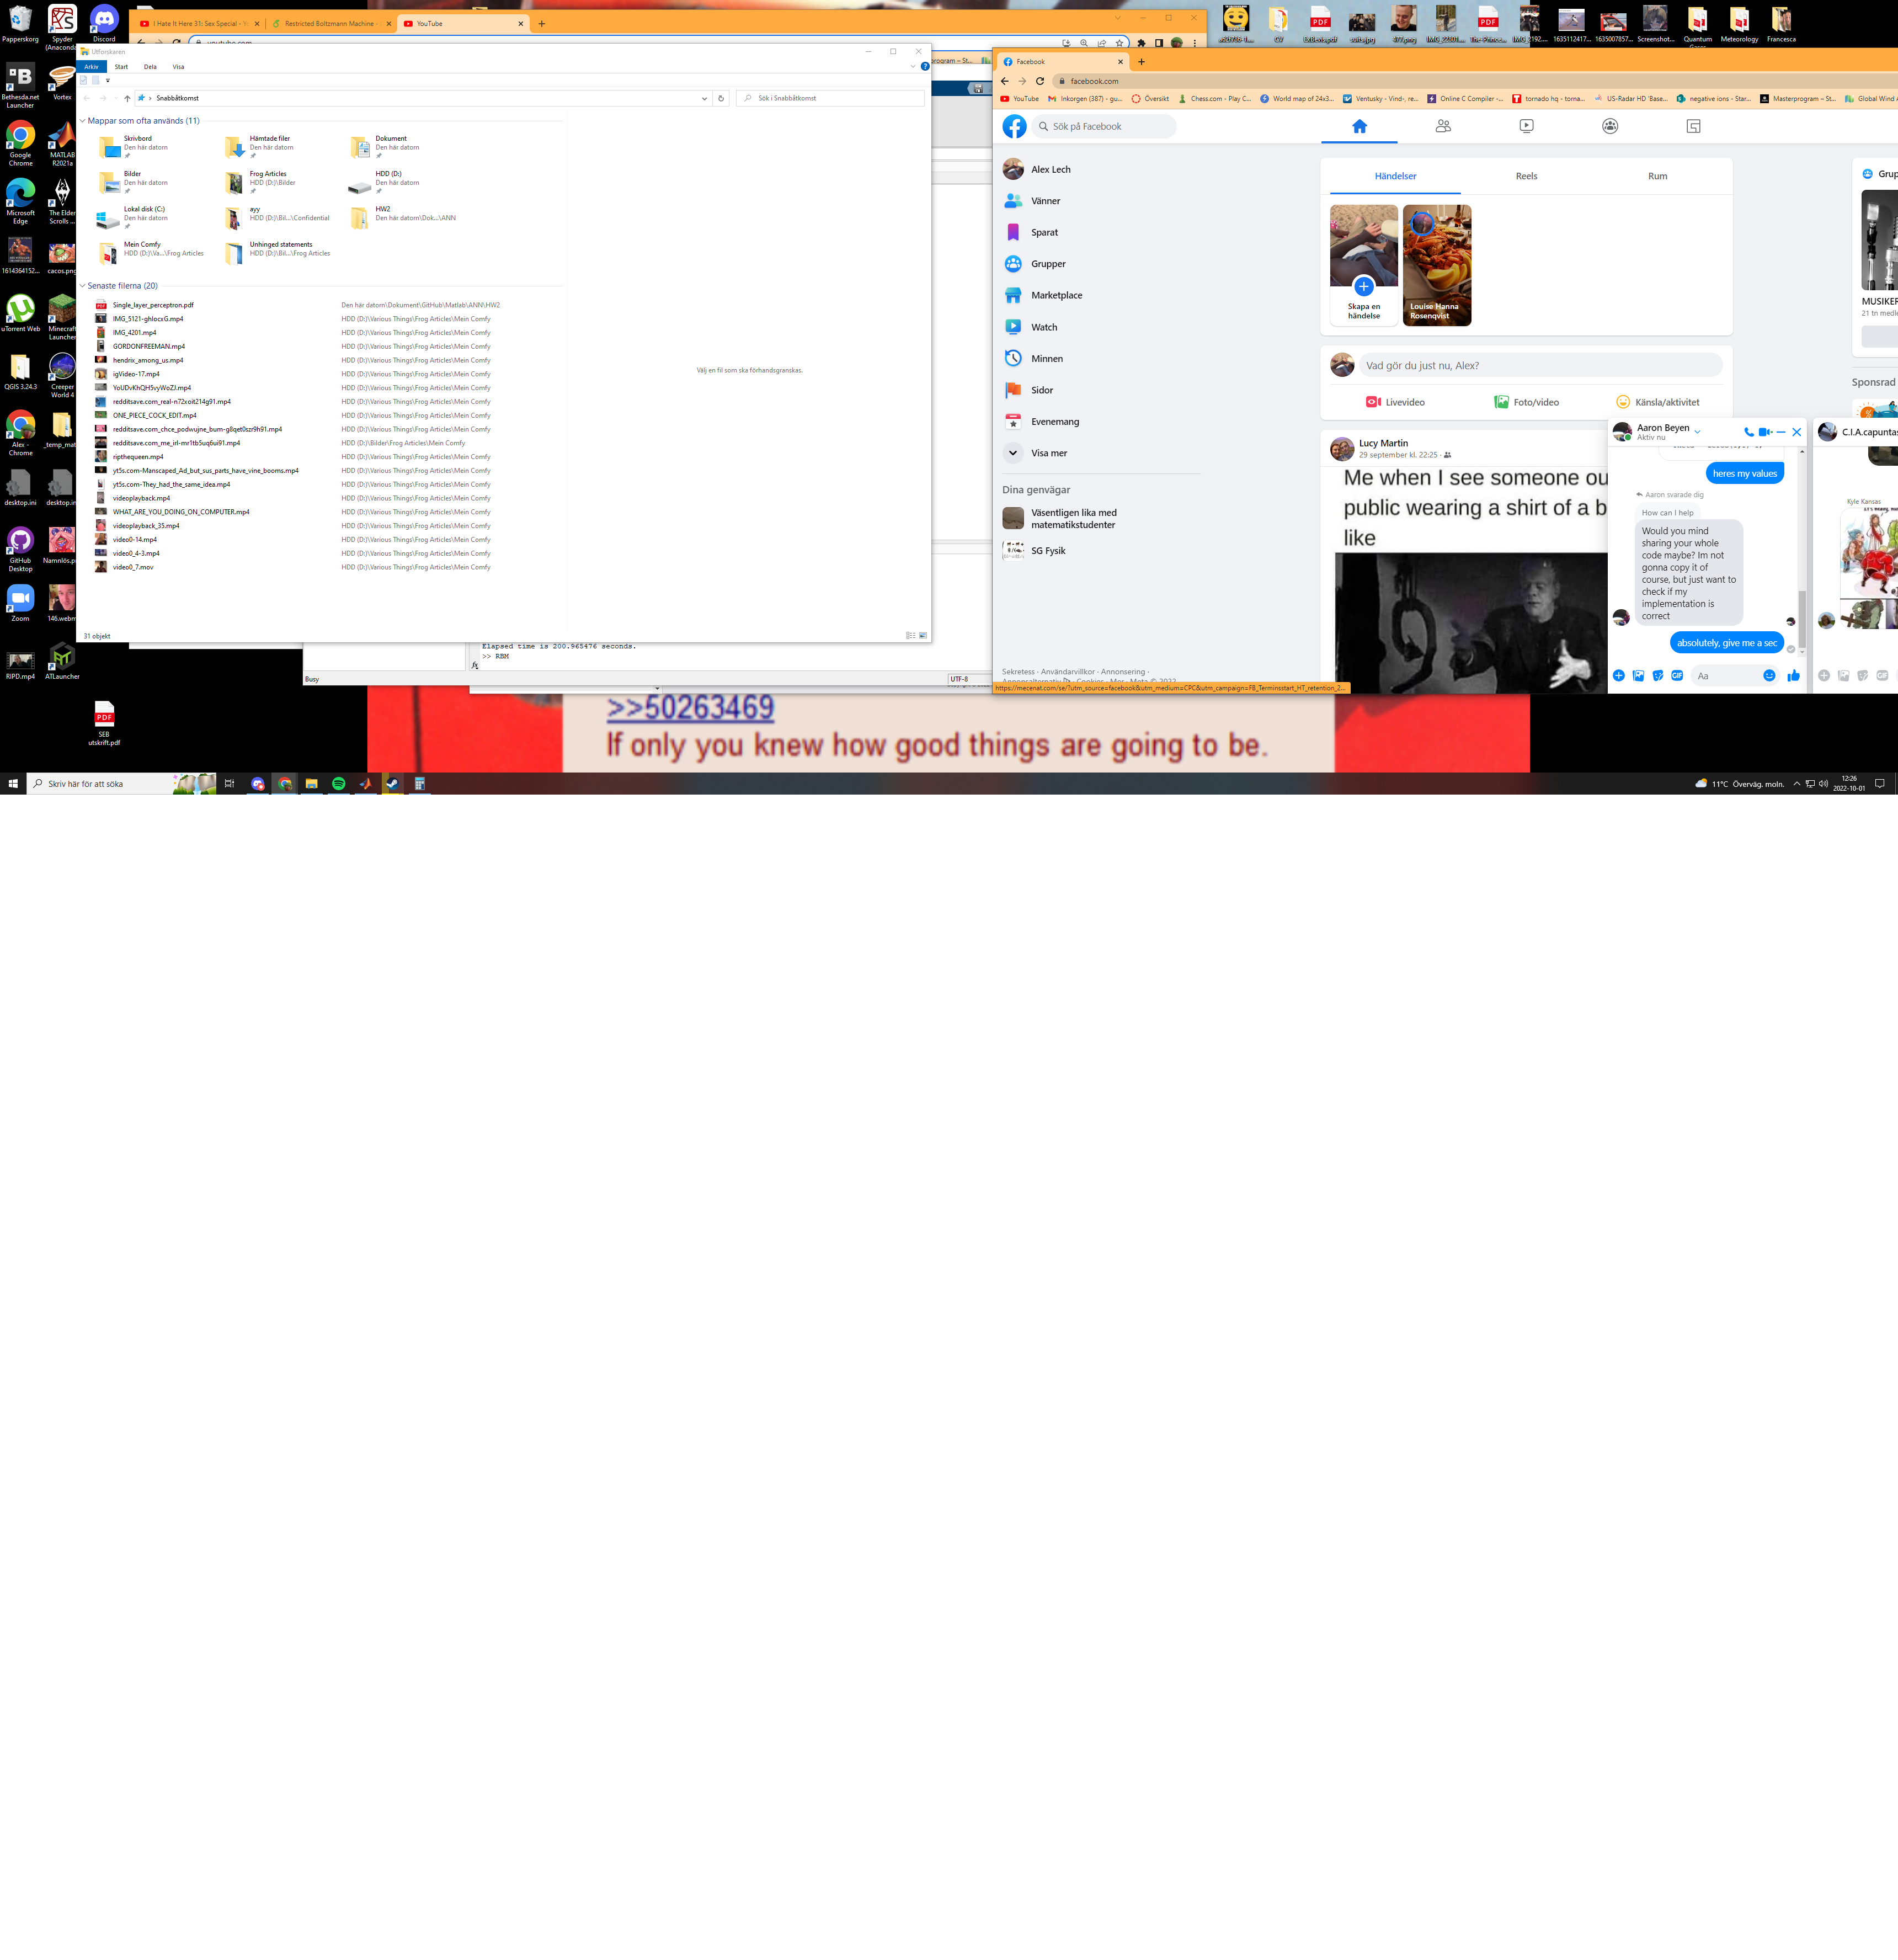 Papperskorg
Spyder
(Anaconda
Discord
Bethesda.net
Launcher
Vortex
Google
Chrome
MATLAB
R2021a
Microsoft
Edge
The Elder
Scrolls ...
1614364152...
cacos.png
uTorrent Web
Minecraft
Launcher
QGIS 3.24.3
Creeper
World 4
Alex -
Chrome
_temp_mat...
desktop.ini
desktop.in
GitHub
Desktop
Namnlös.p
Zoom
146.webm
RIPD.mp4
ATLauncher
SEB
utskrift.pdf
I Hate It Here 31: Sex Special - Yo
Restricted Boltzmann Machine -
YouTube
youtube.com
Utforskaren
Arkiv
Start
Dela
Visa
Snabbåtkomst
Sök i Snabbåtkomst
Mappar som ofta används (11)
Skrivbord
Den här datorn
Hämtade filer
Den här datorn
Dokument
Den här datorn
Bilder
Den här datorn
Frog Articles
HDD (D:)\Bilder
HDD (D:)
Den här datorn
Lokal disk (C:)
Den här datorn
ayy
HDD (D:)\Bil...\Confidential
HW2
Den här datorn\Dok...\ANN
Mein Comfy
HDD (D:)\Va...\Frog Articles
Unhinged statements
HDD (D:)\Bil...\Frog Articles
Senaste filerna (20)
Single_layer_perceptron.pdf Den här datorn\Dokument\GitHub\Matlab\ANN\HW2
IMG_5121-ghlocxG.mp4 HDD (D:)\Various Things\Frog Articles\Mein Comfy
IMG_4201.mp4 HDD (D:)\Various Things\Frog Articles\Mein Comfy
GORDONFREEMAN.mp4 HDD (D:)\Various Things\Frog Articles\Mein Comfy
hendrix_among_us.mp4 HDD (D:)\Various Things\Frog Articles\Mein Comfy
igVideo-17.mp4 HDD (D:)\Various Things\Frog Articles\Mein Comfy
YoUDvKhQH5vyWoZJ.mp4 HDD (D:)\Various Things\Frog Articles\Mein Comfy
redditsave.com_real-n72xoit214g91.mp4 HDD (D:)\Various Things\Frog Articles\Mein Comfy
ONE_PIECE_COCK_EDIT.mp4 HDD (D:)\Various Things\Frog Articles\Mein Comfy
redditsave.com_chce_podwujne_bum-g8qet0szr9h91.mp4 HDD (D:)\Various Things\Frog Articles\Mein Comfy
redditsave.com_me_irl-mr1tb5uq6ui91.mp4 HDD (D:)\Bilder\Frog Articles\Mein Comfy
ripthequeen.mp4 HDD (D:)\Various Things\Frog Articles\Mein Comfy
yt5s.com-Manscaped_Ad_but_sus_parts_have_vine_booms.mp4 HDD (D:)\Various Things\Frog Articles\Mein Comfy
yt5s.com-They_had_the_same_idea.mp4 HDD (D:)\Various Things\Frog Articles\Mein Comfy
videoplayback.mp4 HDD (D:)\Various Things\Frog Articles\Mein Comfy
WHAT_ARE_YOU_DOING_ON_COMPUTER.mp4 HDD (D:)\Various Things\Frog Articles\Mein Comfy
videoplayback_35.mp4 HDD (D:)\Various Things\Frog Articles\Mein Comfy
video0-14.mp4 HDD (D:)\Various Things\Frog Articles\Mein Comfy
video0_4-3.mp4 HDD (D:)\Various Things\Frog Articles\Mein Comfy
video0_7.mov HDD (D:)\Various Things\Frog Articles\Mein Comfy
Välj en fil som ska förhandsgranskas.
31 objekt
Elapsed time is 200.965476 seconds.
>> RBM
Busy
UTF-8
CV
477.png
1635112417...
1635007857...
Screenshot...
Quantum
Meteorology
Francesca
Facebook
facebook.com
YouTube
Inkorgen (387) - gu...
Översikt
Chess.com - Play C...
World map of 24x3...
Ventusky - Vind-, re...
Online C Compiler -...
tornado hq - torna...
US-Radar HD 'Base...
negative ions - Star...
Masterprogram – St...
Global Wind
Sök på Facebook
Alex Lech
Vänner
Sparat
Grupper
Marketplace
Watch
Minnen
Sidor
Evenemang
Visa mer
Dina genvägar
Väsentligen lika med
matematikstudenter
SG Fysik
Sekretess · Användarvillkor · Annonsering ·
https://mecenat.com/se/?utm_source=facebook&utm_medium=CPC&utm_campaign=FB_Terminsstart_HT_retention_2...
Händelser
Reels
Rum
Skapa en
händelse
Louise Hanna
Rosenqvist
Vad gör du just nu, Alex?
Livevideo
Foto/video
Känsla/aktivitet
Lucy Martin
29 september kl. 22:25
Me when I see someone ou
public wearing a shirt of a b
like
Grup
MUSIKER
21 tn medle
Sponsrad
Aaron Beyen
Aktiv nu
heres my values
Aaron svarade dig
How can I help
Would you mind
sharing your whole
code maybe? Im not
gonna copy it of
course, but just want to
check if my
implementation is
correct
absolutely, give me a sec
Aa
C.I.A.capuntas
Kyle Kansas
>>50263469
If only you knew how good things are going to be.
Skriv här för att söka
11°C Överväg. moln.
12:26
2022-10-01